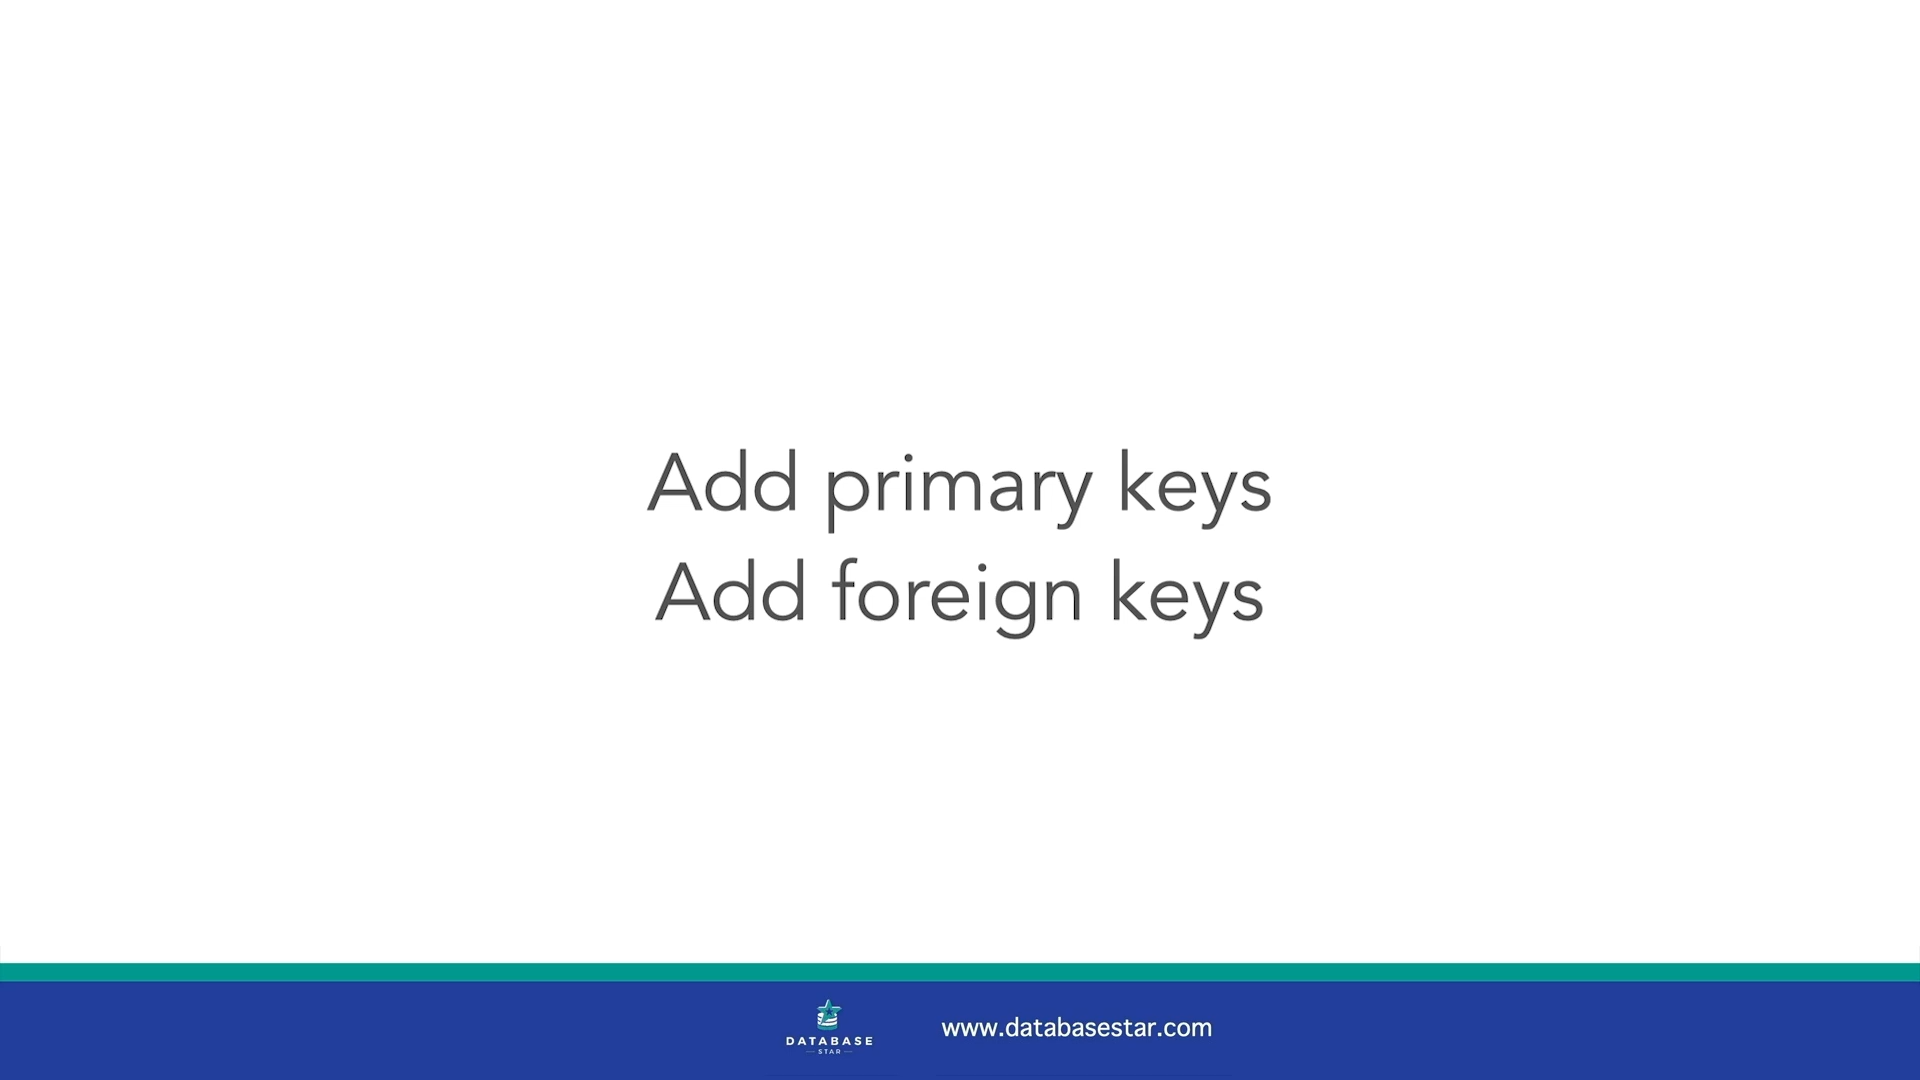 Add primary keys
Add foreign keys
DATABASE
STAR
www.databasestar.com